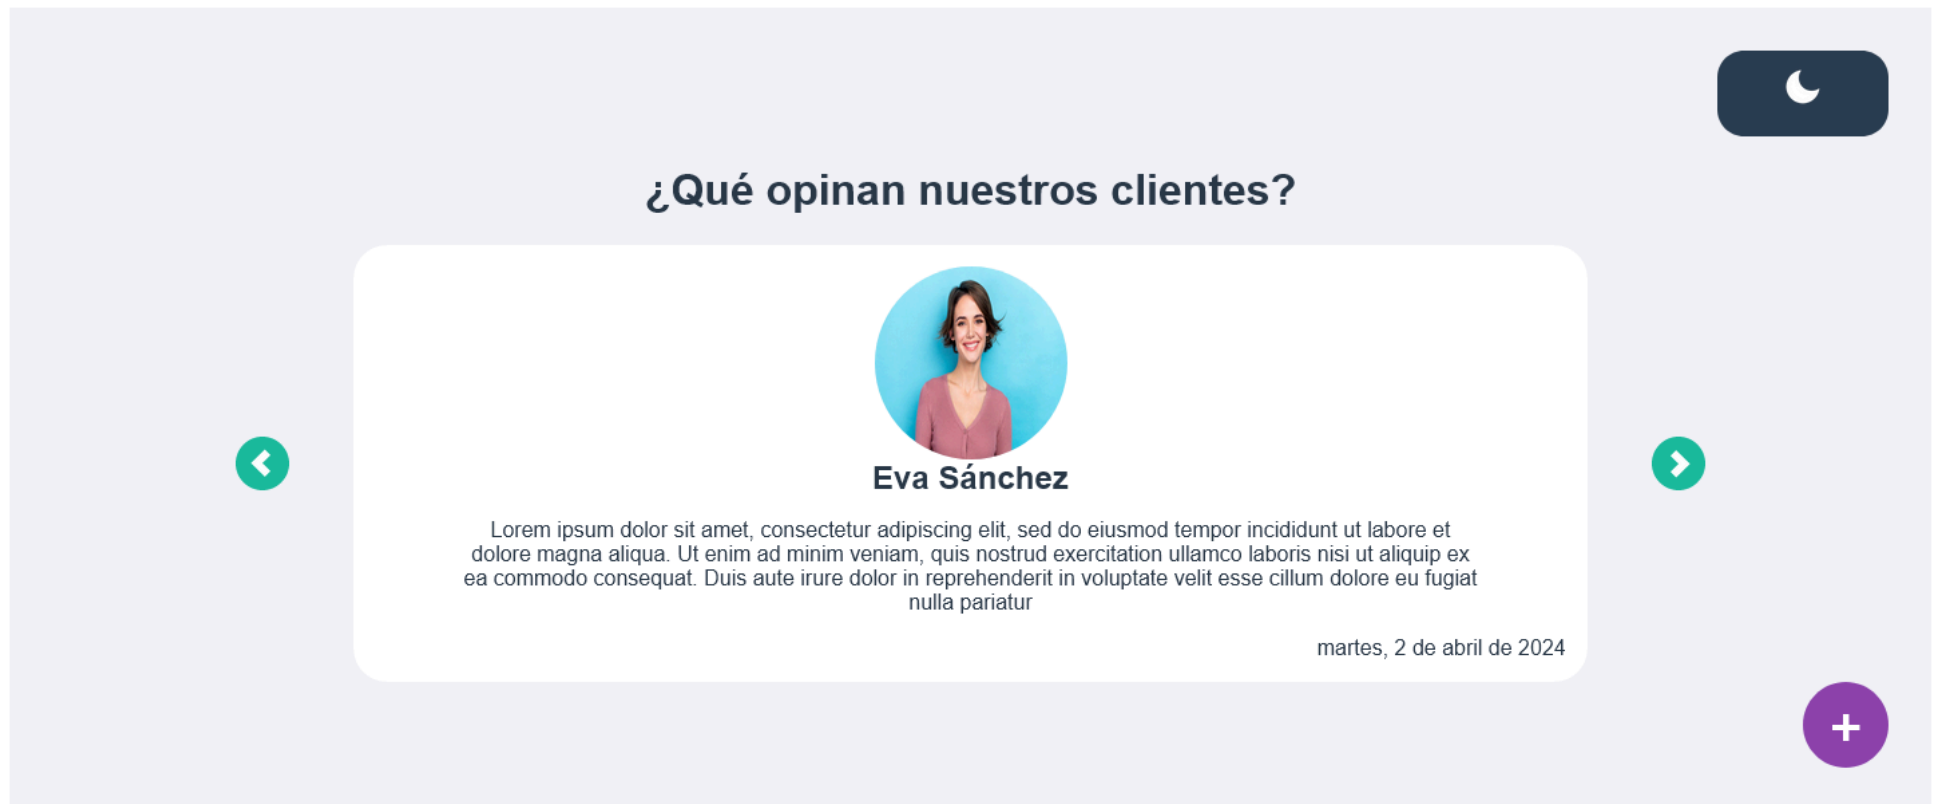 ¿Qué opinan nuestros clientes?
Eva Sánchez
Lorem ipsum dolor sit amet, consectetur adipiscing elit, sed do eiusmod tempor incididunt ut labore et
dolore magna aliqua. Ut enim ad minim veniam, quis nostrud exercitation ullamco laboris nisi ut aliquip ex
ea commodo consequat. Duis aute irure dolor in reprehenderit in voluptate velit esse cillum dolore eu fugiat
nulla pariatur
martes, 2 de abril de 2024
+